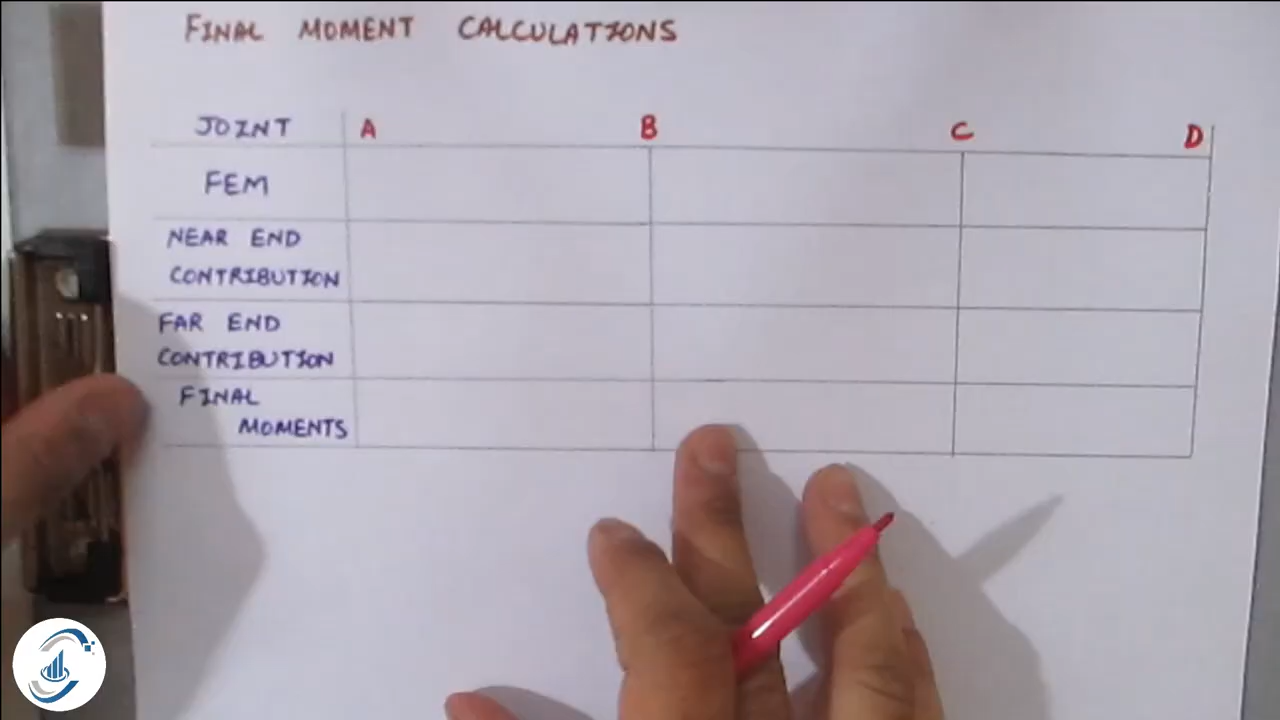 FINAL MOMENT CALCULATIONS
JOINT A B C D
FEM
NEAR END
CONTRIBUTION
FAR END
CONTRIBUTION
FINAL
MOMENTS